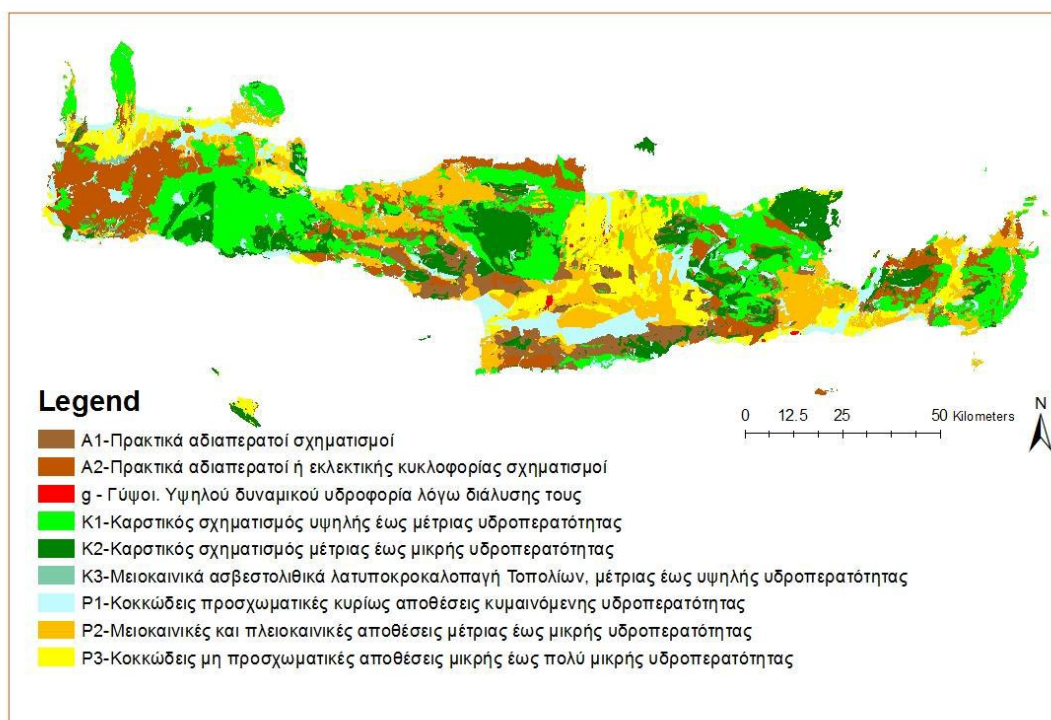 Legend
A1-Πρακτικά αδιαπερατοί σχηματισμοί
A2-Πρακτικά αδιαπερατοί ή εκλεκτικής κυκλοφορίας σχηματισμοί
g - Γύψοι. Υψηλού δυναμικού υδροφορία λόγω διάλυσης τους
K1-Καρστικός σχηματισμός υψηλής έως μέτριας υδροπερατότητας
K2-Καρστικός σχηματισμός μέτριας έως μικρής υδροπερατότητας
K3-Μειοκαινικά ασβεστολιθικά λατυποκροκαλοπαγή Τοπολίων, μέτριας έως υψηλής υδροπερατότητας
P1-Κοκκώδεις προσχωματικές κυρίως αποθέσεις κυμαινόμενης υδροπερατότητας
P2-Μειοκαινικές και πλειοκαινικές αποθέσεις μέτριας έως μικρής υδροπερατότητας
P3-Κοκκώδεις μη προσχωματικές αποθέσεις μικρής έως πολύ μικρής υδροπερατότητας
0 12.5 25 50 Kilometers
N